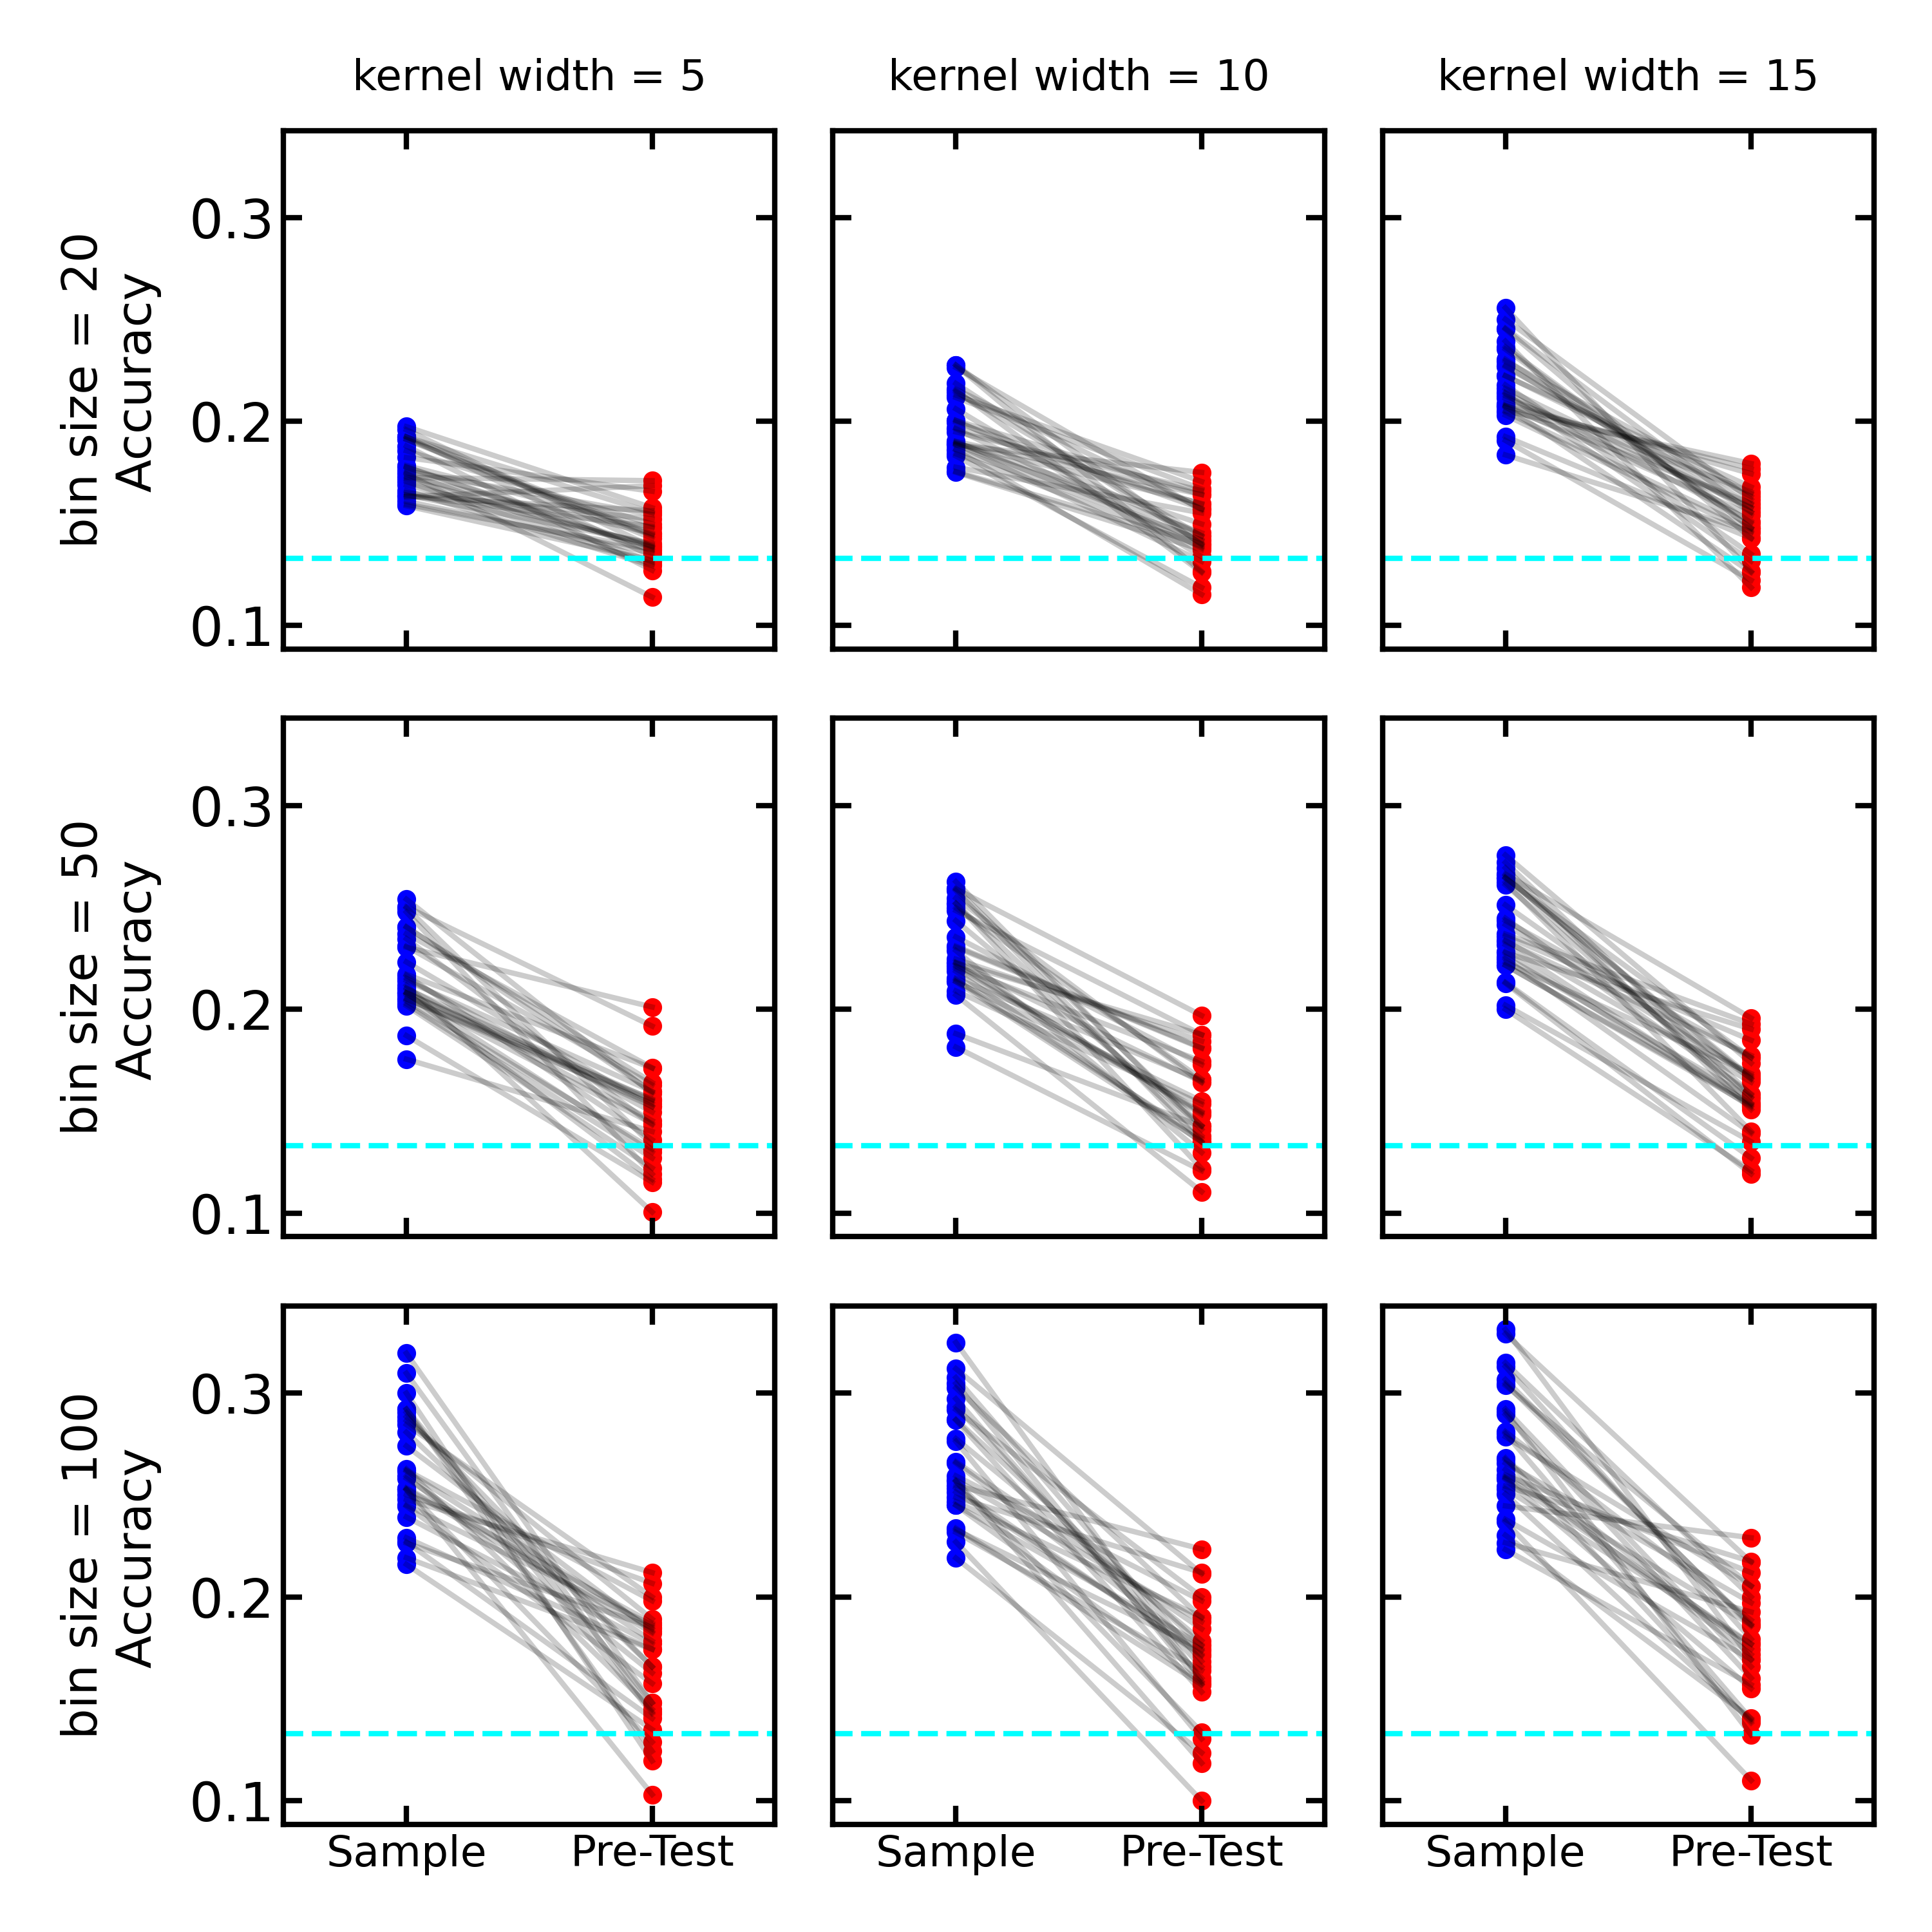 kernel width = 5
kernel width = 10
kernel width = 15
bin size = 20
Accuracy
0.3
0.2
0.1
bin size = 50
Accuracy
0.3
0.2
0.1
bin size = 100
Accuracy
0.3
0.2
0.1
Sample
Pre-Test
Sample
Pre-Test
Sample
Pre-Test